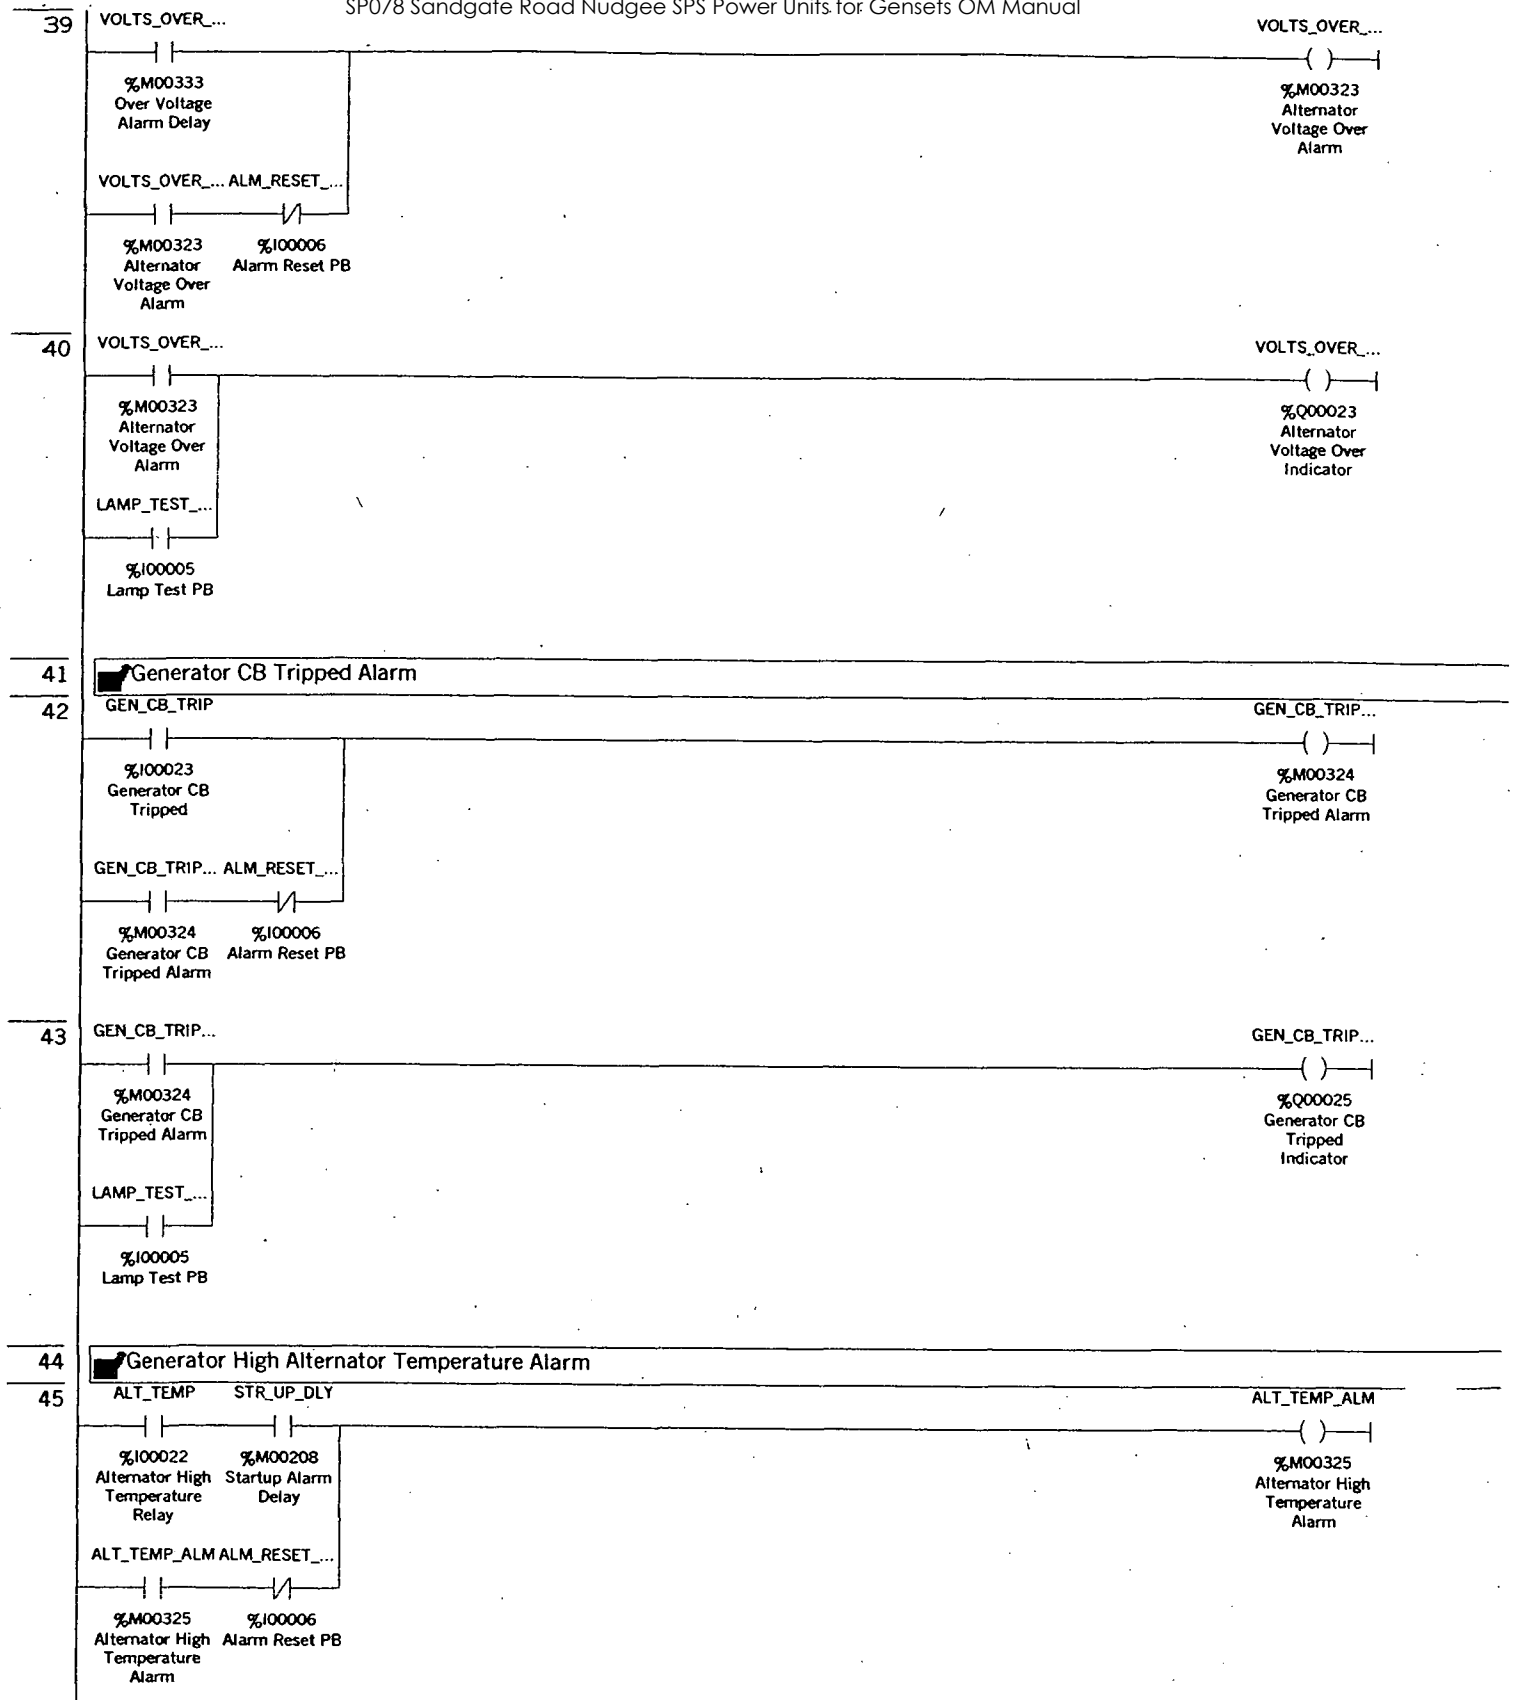 SP078 Sandgate Road Nudgee SPS Power Units for Gensets OM Manual
39
VOLTS_OVER_...
VOLTS_OVER_...
%M00333
Over Voltage
Alarm Delay
%M00323
Alternator
Voltage Over
Alarm
VOLTS_OVER_... ALM_RESET_...
%M00323
Alternator
Voltage Over
Alarm
%I00006
Alarm Reset PB
40
VOLTS_OVER_...
VOLTS_OVER_...
%M00323
Alternator
Voltage Over
Alarm
%Q00023
Alternator
Voltage Over
Indicator
LAMP_TEST_...
%I00005
Lamp Test PB
41
Generator CB Tripped Alarm
42
GEN_CB_TRIP
GEN_CB_TRIP...
%I00023
Generator CB
Tripped
%M00324
Generator CB
Tripped Alarm
GEN_CB_TRIP... ALM_RESET_...
%M00324
Generator CB
Tripped Alarm
%I00006
Alarm Reset PB
43
GEN_CB_TRIP...
GEN_CB_TRIP...
%M00324
Generator CB
Tripped Alarm
%Q00025
Generator CB
Tripped
Indicator
LAMP_TEST_...
%I00005
Lamp Test PB
44
Generator High Alternator Temperature Alarm
45
ALT_TEMP STR_UP_DLY
ALT_TEMP_ALM
%I00022
Alternator High
Temperature
Relay
%M00208
Startup Alarm
Delay
%M00325
Alternator High
Temperature
Alarm
ALT_TEMP_ALM ALM_RESET_...
%M00325
Alternator High
Temperature
Alarm
%I00006
Alarm Reset PB